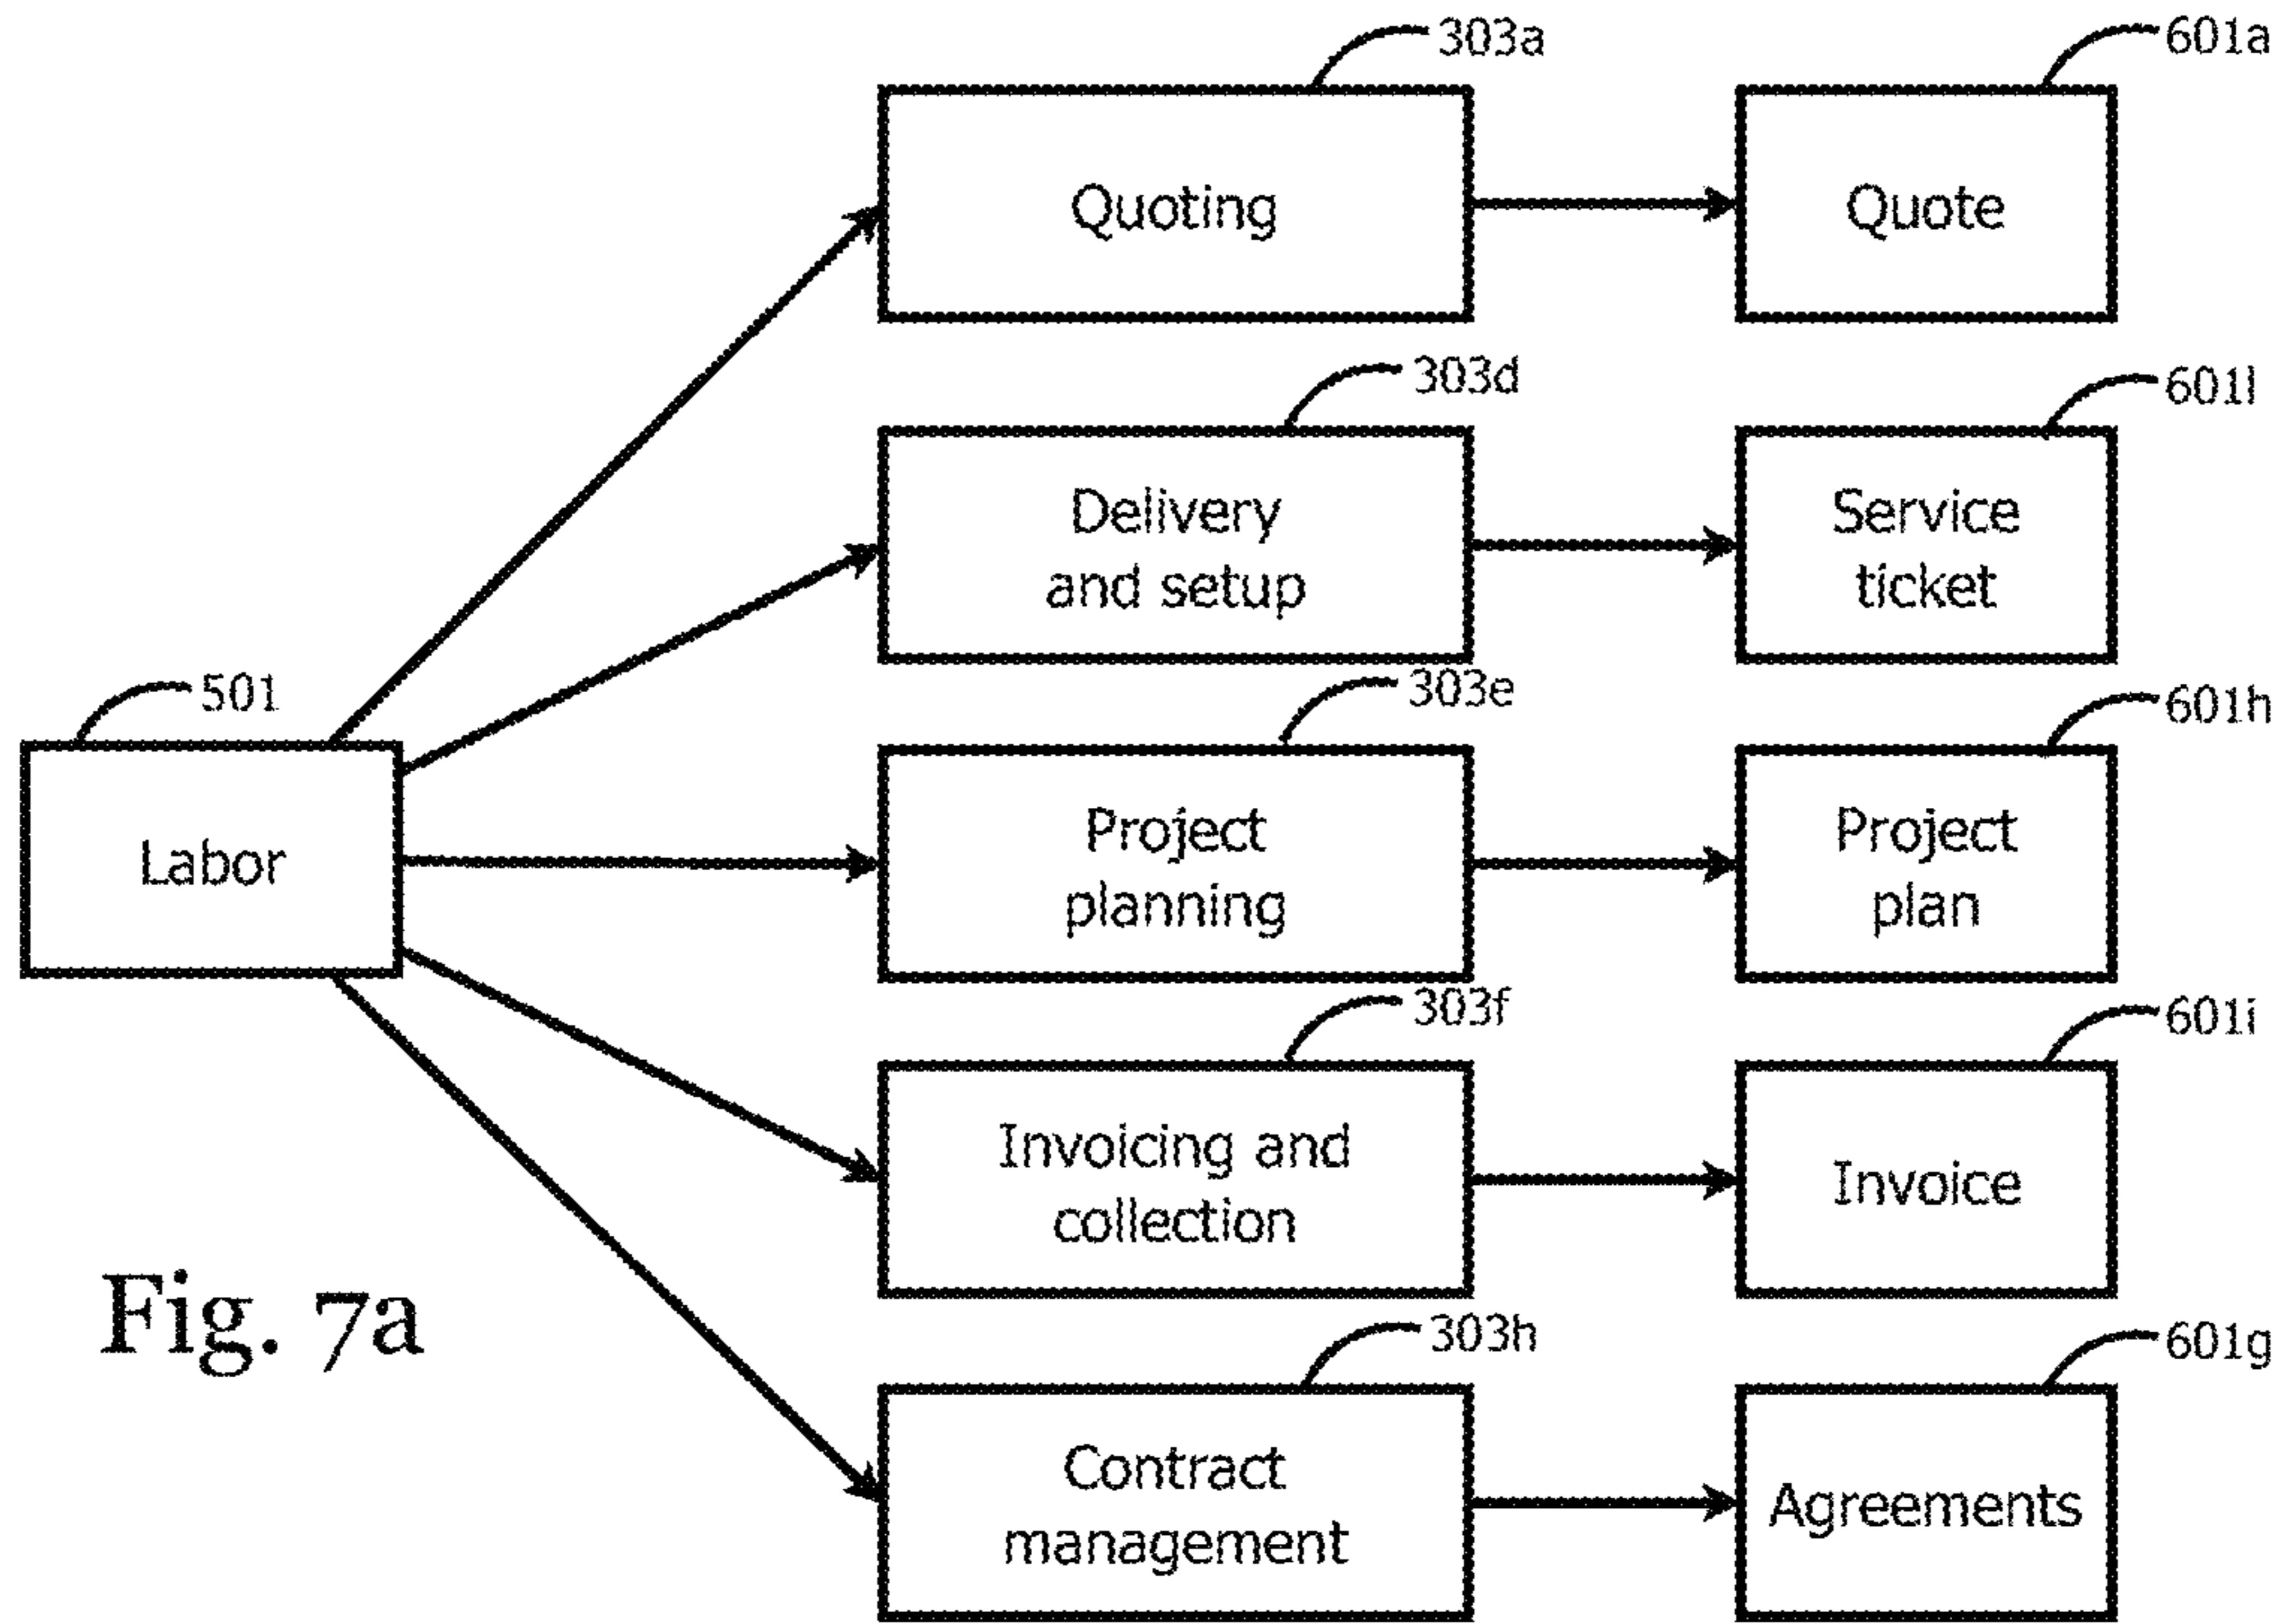 303a
601a
Quoting
Quote
303d
601l
Delivery
and setup
Service
ticket
501
303e
601h
Labor
Project
planning
Project
plan
303f
601i
Invoicing and
collection
Invoice
Fig. 7a
303h
601g
Contract
management
Agreements